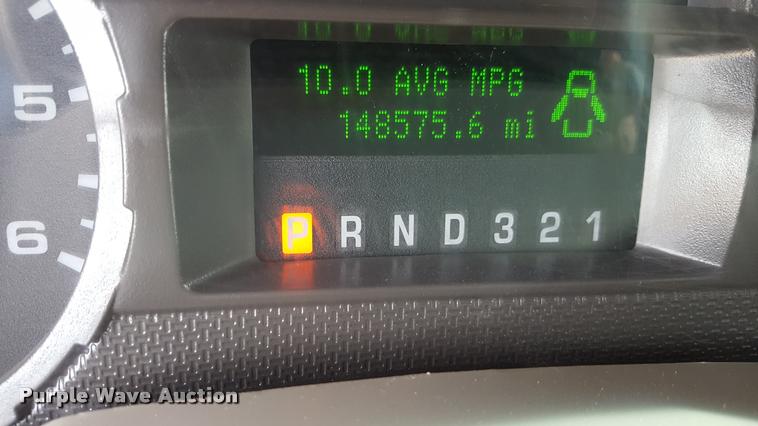 10.0 AVG MPG
148575.6 mi
5
6
P R N D 3 2 1
Purple Wave Auction